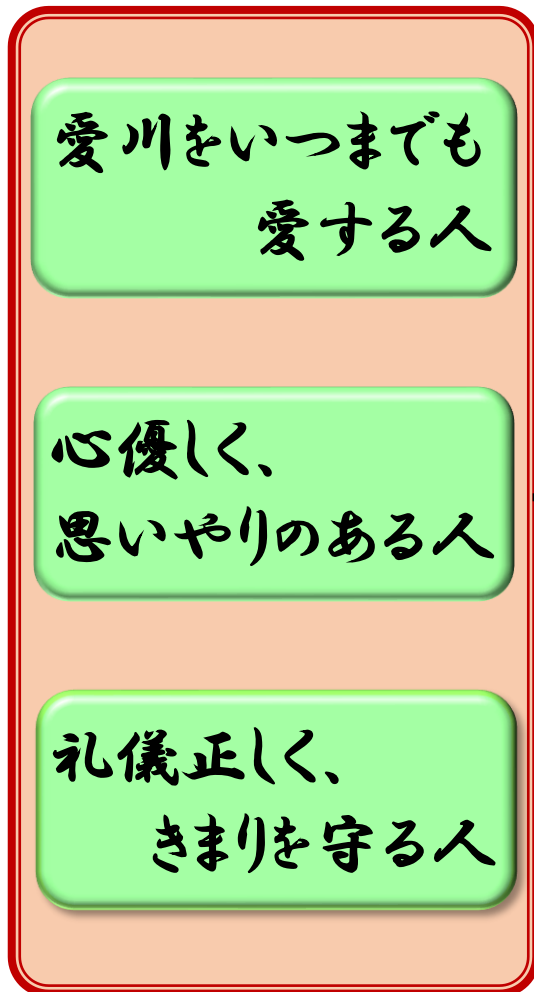 愛川をいつまでも
愛する人
心優しく、
思いやりのある人
礼儀正しく、
きまりを守る人